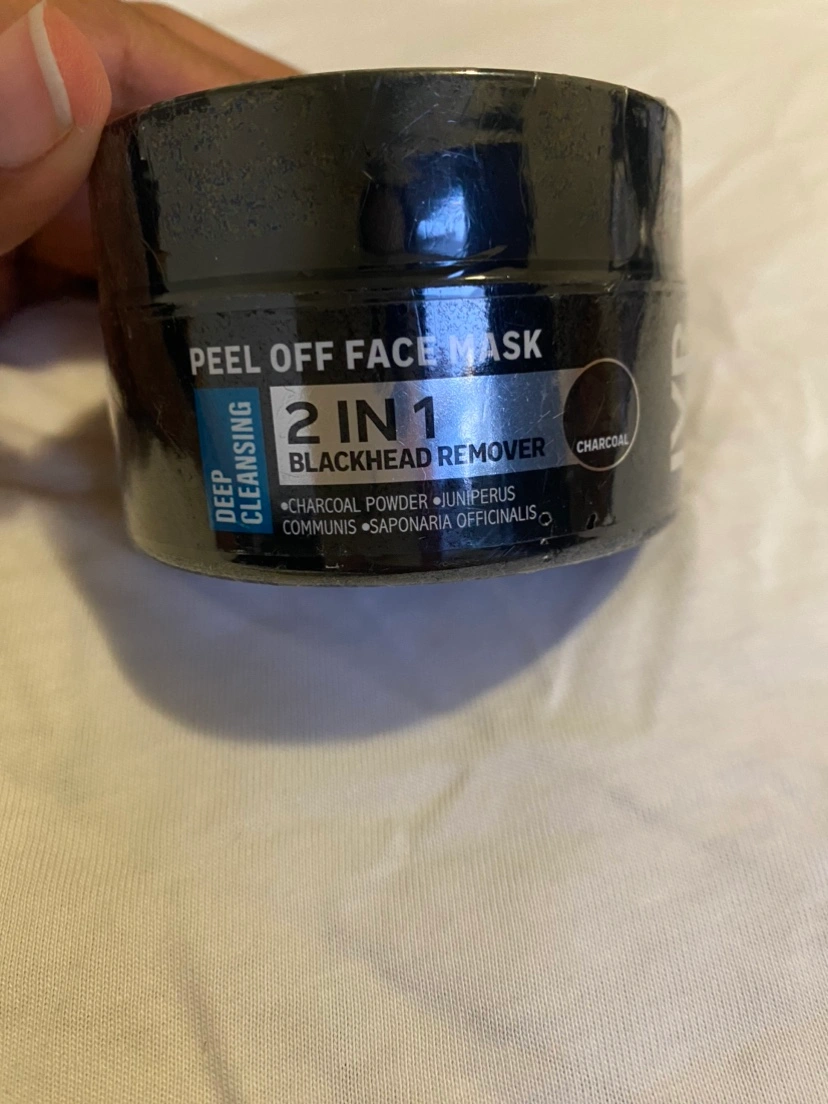 PEEL OFF FACE MASK
DEEP
CLEANSING
2 IN 1
BLACKHEAD REMOVER
CHARCOAL
•CHARCOAL POWDER •JUNIPERUS
COMMUNIS •SAPONARIA OFFICINALIS